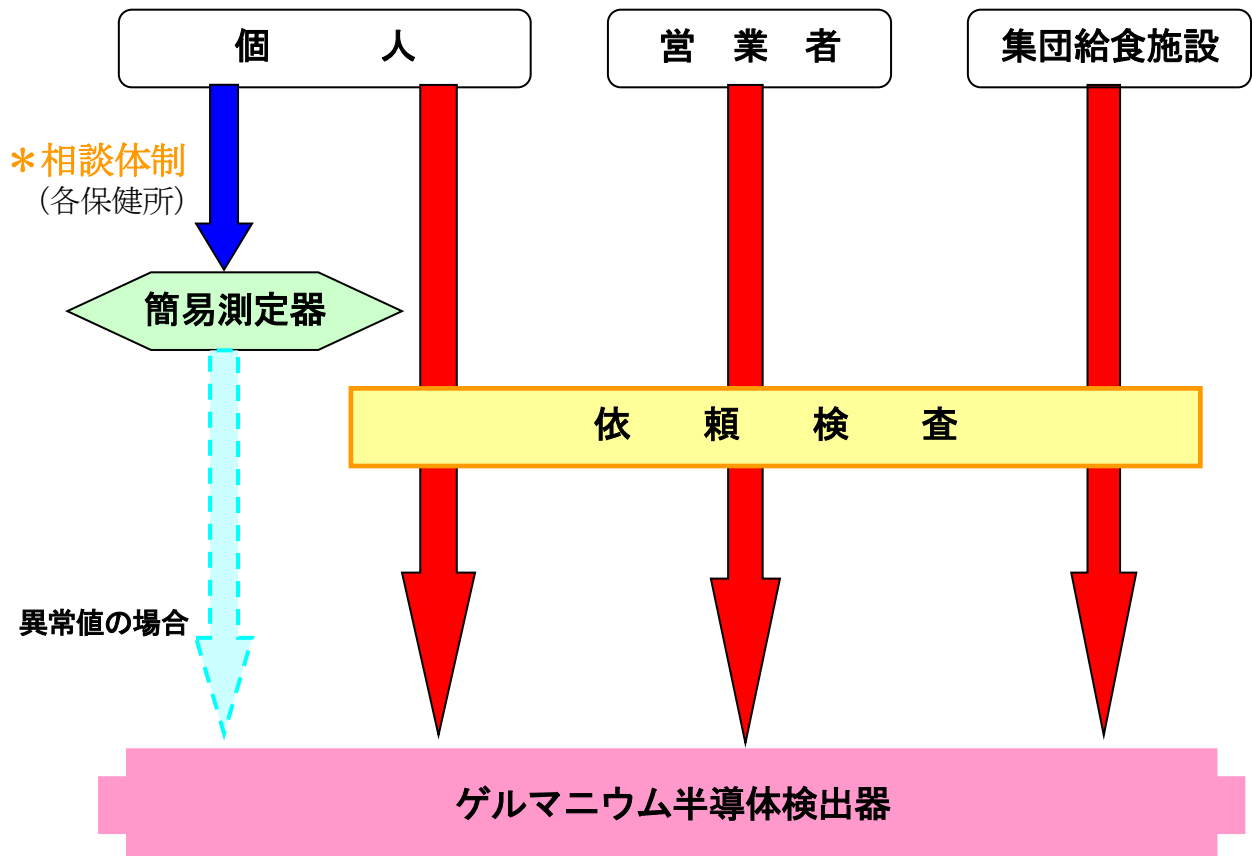 個人
営業者
集団給食施設
＊相談体制
（各保健所）
簡易測定器
依頼検査
異常値の場合
ゲルマニウム半導体検出器